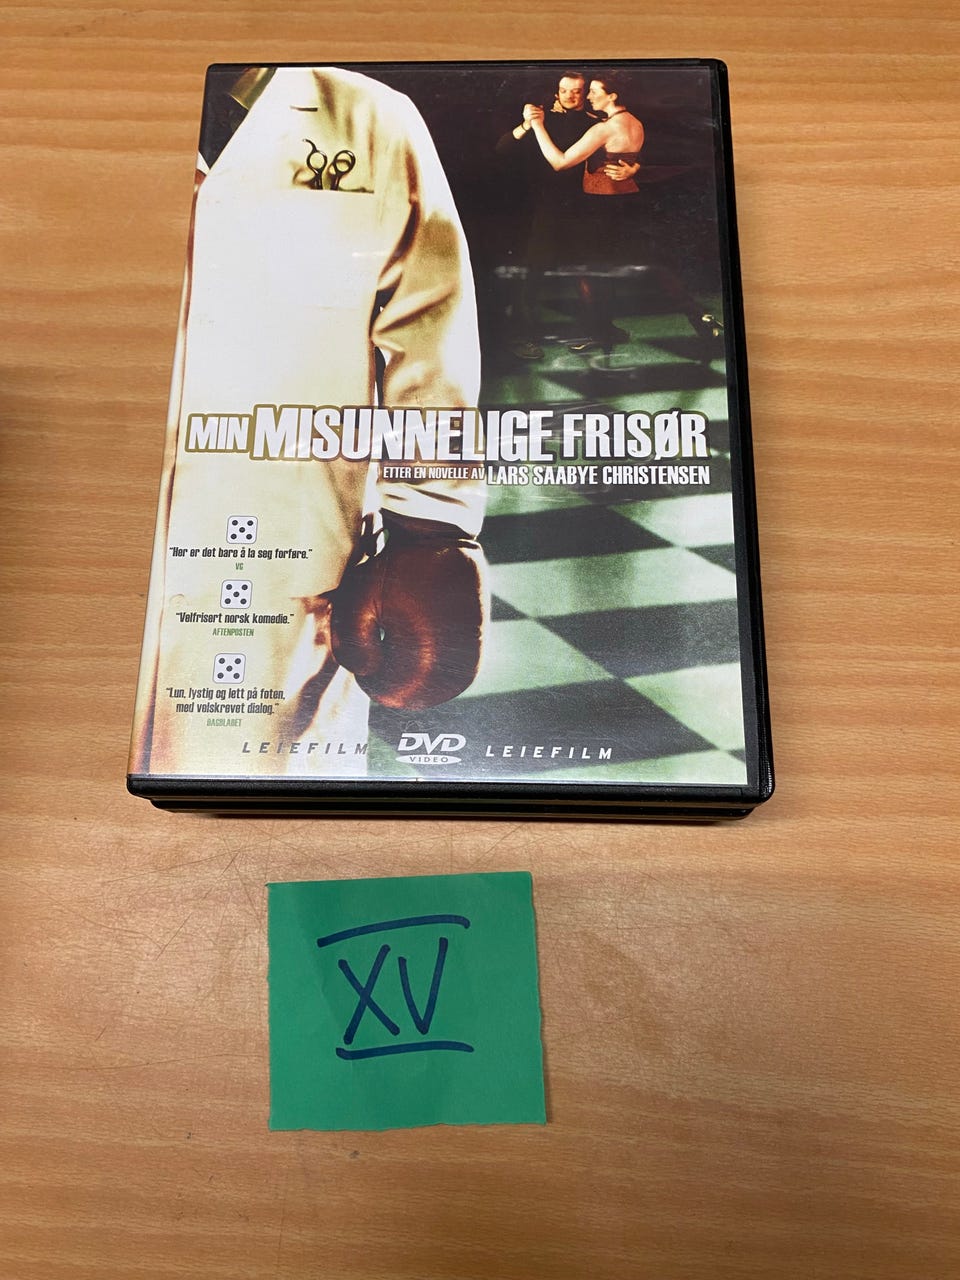 MIN MISUNNELIGE FRISØR
ETTER EN NOVELLE AV LARS SAABYE CHRISTENSEN
"Her er det bare å la seg forføre."
VG
"Velfrisert norsk komedie."
AFTENPOSTEN
"Lun, lystig og lett på foten,
med velskrevet dialog."
DAGBLADET
LEIEFILM DVD VIDEO LEIEFILM
XV